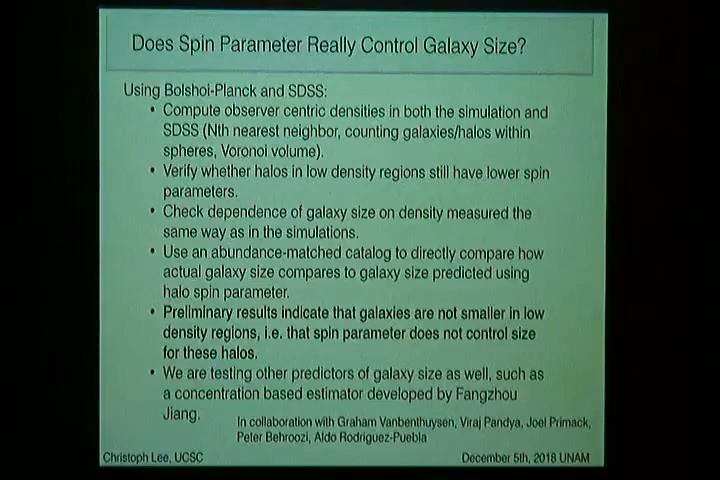 Does Spin Parameter Really Control Galaxy Size?
Using Bolshoi-Planck and SDSS:
• Compute observer centric densities in both the simulation and
SDSS (Nth nearest neighbor, counting galaxies/halos within
spheres, Voronoi volume).
• Verify whether halos in low density regions still have lower spin
parameters.
• Check dependence of galaxy size on density measured the
same way as in the simulations.
• Use an abundance-matched catalog to directly compare how
actual galaxy size compares to galaxy size predicted using
halo spin parameter.
• Preliminary results indicate that galaxies are not smaller in low
density regions, i.e. that spin parameter does not control size
for these halos.
• We are testing other predictors of galaxy size as well, such as
a concentration based estimator developed by Fangzhou
Jiang.
In collaboration with Graham Vanbenthuysen, Viraj Pandya, Joel Primack,
Peter Behroozi, Aldo Rodriguez-Puebla
Christoph Lee, UCSC
December 5th, 2018 UNAM